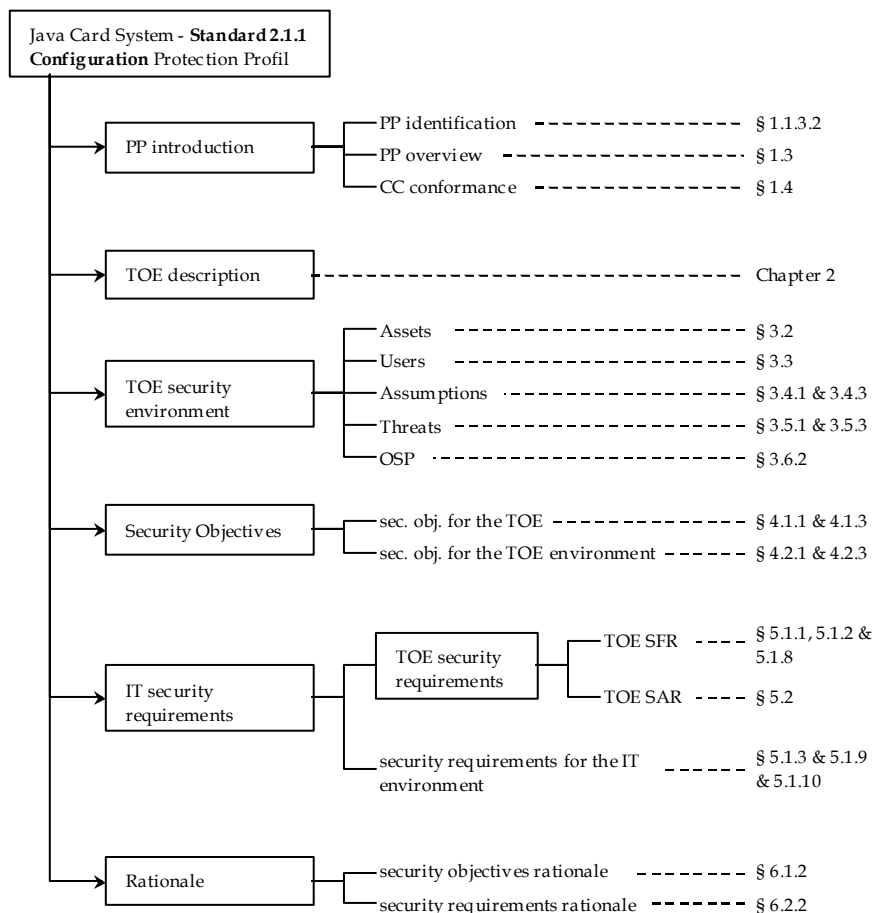 Java Card System - Standard 2.1.1
Configuration Protection Profil
PP introduction
PP identification
§ 1.1.3.2
PP overview
§ 1.3
CC conformance
§ 1.4
TOE description
Chapter 2
TOE security
environment
Assets
§ 3.2
Users
§ 3.3
Assumptions
§ 3.4.1 & 3.4.3
Threats
§ 3.5.1 & 3.5.3
OSP
§ 3.6.2
Security Objectives
sec. obj. for the TOE
§ 4.1.1 & 4.1.3
sec. obj. for the TOE environment
§ 4.2.1 & 4.2.3
IT security
requirements
TOE security
requirements
TOE SFR
§ 5.1.1, 5.1.2 &
5.1.8
TOE SAR
§ 5.2
security requirements for the IT
environment
§ 5.1.3 & 5.1.9
& 5.1.10
Rationale
security objectives rationale
§ 6.1.2
security requirements rationale
§ 6.2.2